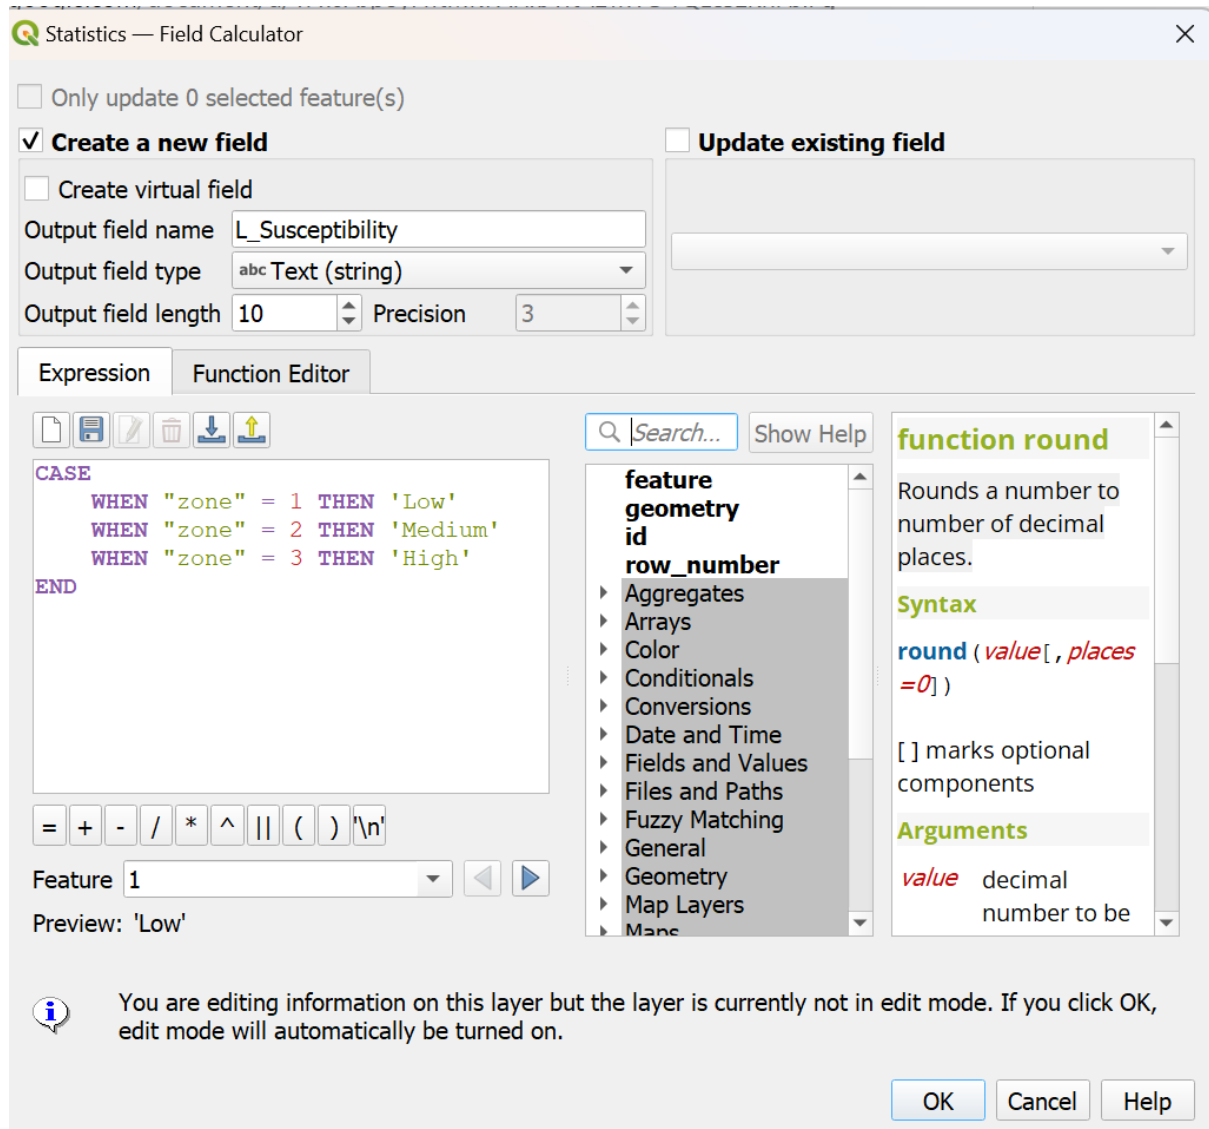 Statistics — Field Calculator
Only update 0 selected feature(s)
Create a new field
Update existing field
Create virtual field
Output field name L_Susceptibility
Output field type abc Text (string)
Output field length 10 Precision 3
Expression Function Editor
Search... Show Help
CASE
WHEN "zone" = 1 THEN 'Low'
WHEN "zone" = 2 THEN 'Medium'
WHEN "zone" = 3 THEN 'High'
END
= + - / * ^ || ( ) '\n'
Feature 1
Preview: 'Low'
feature
geometry
id
row_number
Aggregates
Arrays
Color
Conditionals
Conversions
Date and Time
Fields and Values
Files and Paths
Fuzzy Matching
General
Geometry
Map Layers
Maps
function round
Rounds a number to
number of decimal
places.
Syntax
round(value[,places
=0])
[ ] marks optional
components
Arguments
value decimal
number to be
You are editing information on this layer but the layer is currently not in edit mode. If you click OK,
edit mode will automatically be turned on.
OK Cancel Help